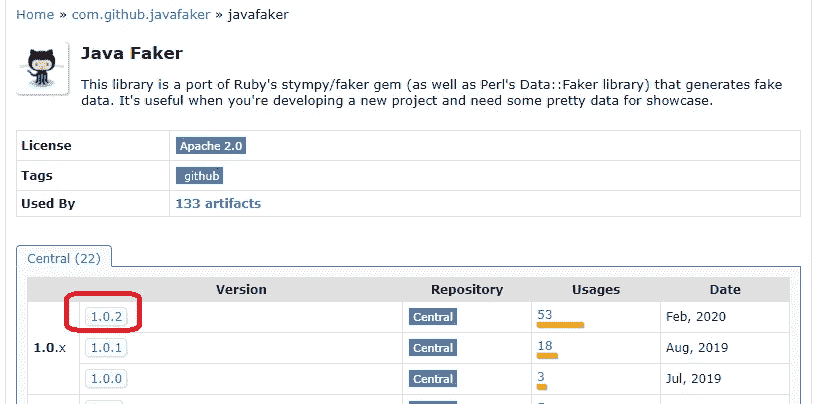 Home » com.github.javafaker » javafaker
Java Faker
This library is a port of Ruby's stympy/faker gem (as well as Perl's Data::Faker library) that generates fake
data. It's useful when you're developing a new project and need some pretty data for showcase.
License Apache 2.0
Tags github
Used By 133 artifacts
Central (22)
Version Repository Usages Date
1.0.2 Central 53 Feb, 2020
1.0.x 1.0.1 Central 18 Aug, 2019
1.0.0 Central 3 Jul, 2019